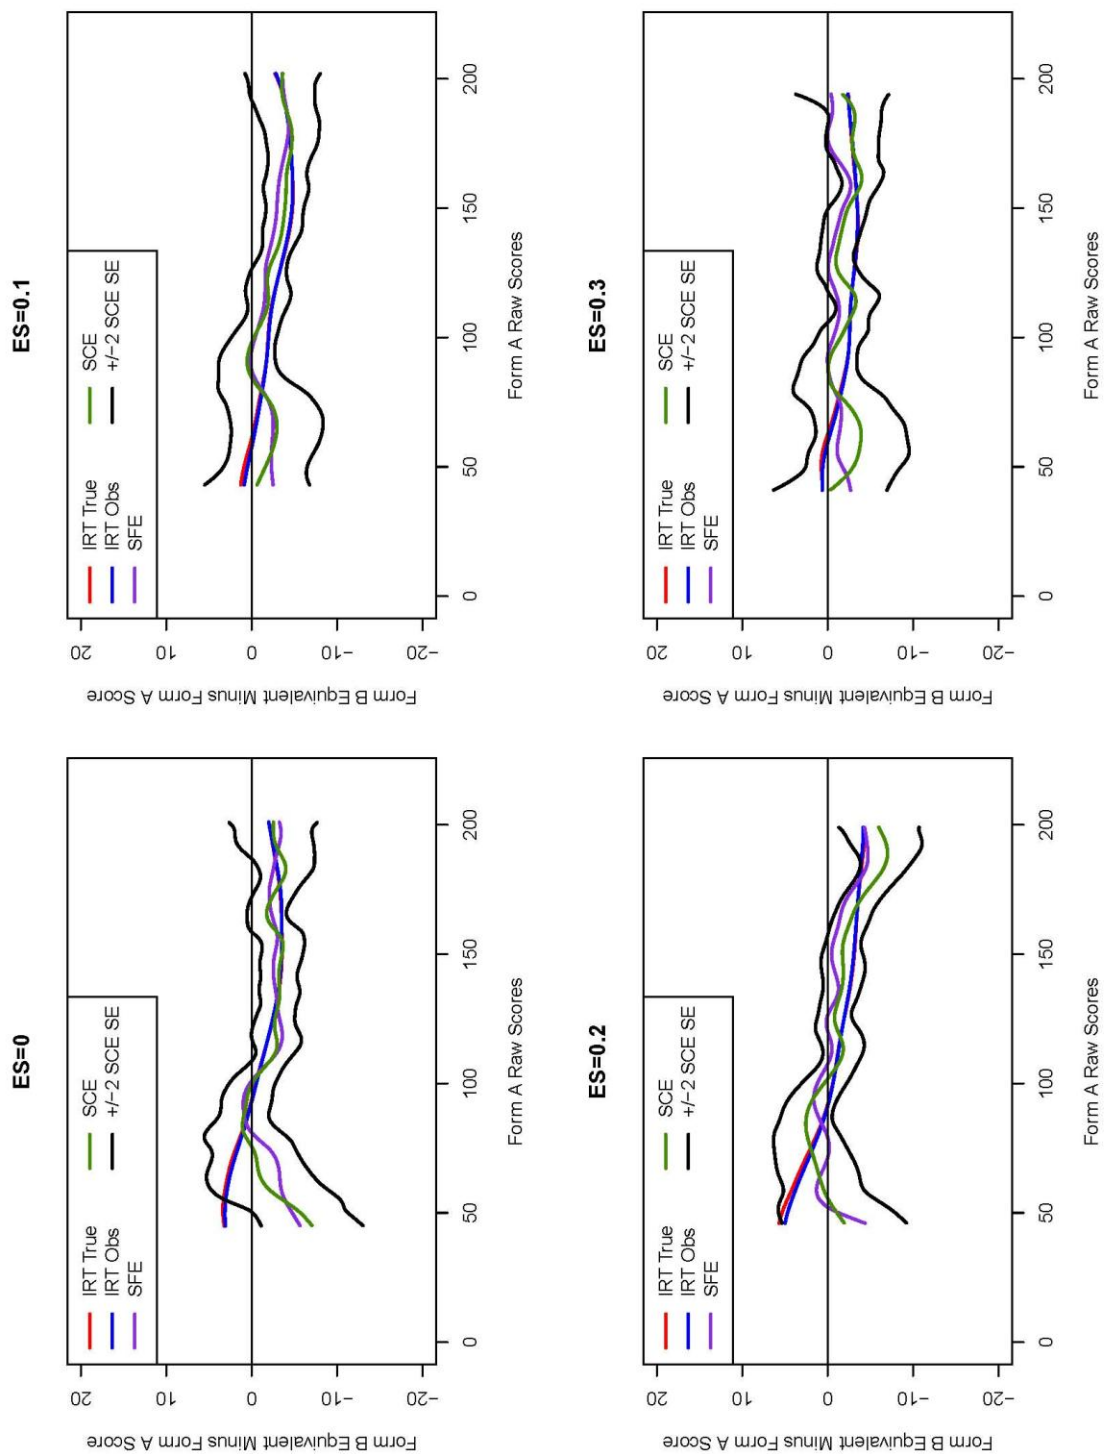 ES=0
IRT True
SCE
IRT Obs
+/−2 SCE SE
SFE
20
10
0
−10
−20
Form B Equivalent Minus Form A Score
0
50
100
150
200
Form A Raw Scores
ES=0.1
IRT True
SCE
IRT Obs
+/−2 SCE SE
SFE
20
10
0
−10
−20
Form B Equivalent Minus Form A Score
0
50
100
150
200
Form A Raw Scores
ES=0.2
IRT True
SCE
IRT Obs
+/−2 SCE SE
SFE
20
10
0
−10
−20
Form B Equivalent Minus Form A Score
0
50
100
150
200
Form A Raw Scores
ES=0.3
IRT True
SCE
IRT Obs
+/−2 SCE SE
SFE
20
10
0
−10
−20
Form B Equivalent Minus Form A Score
0
50
100
150
200
Form A Raw Scores